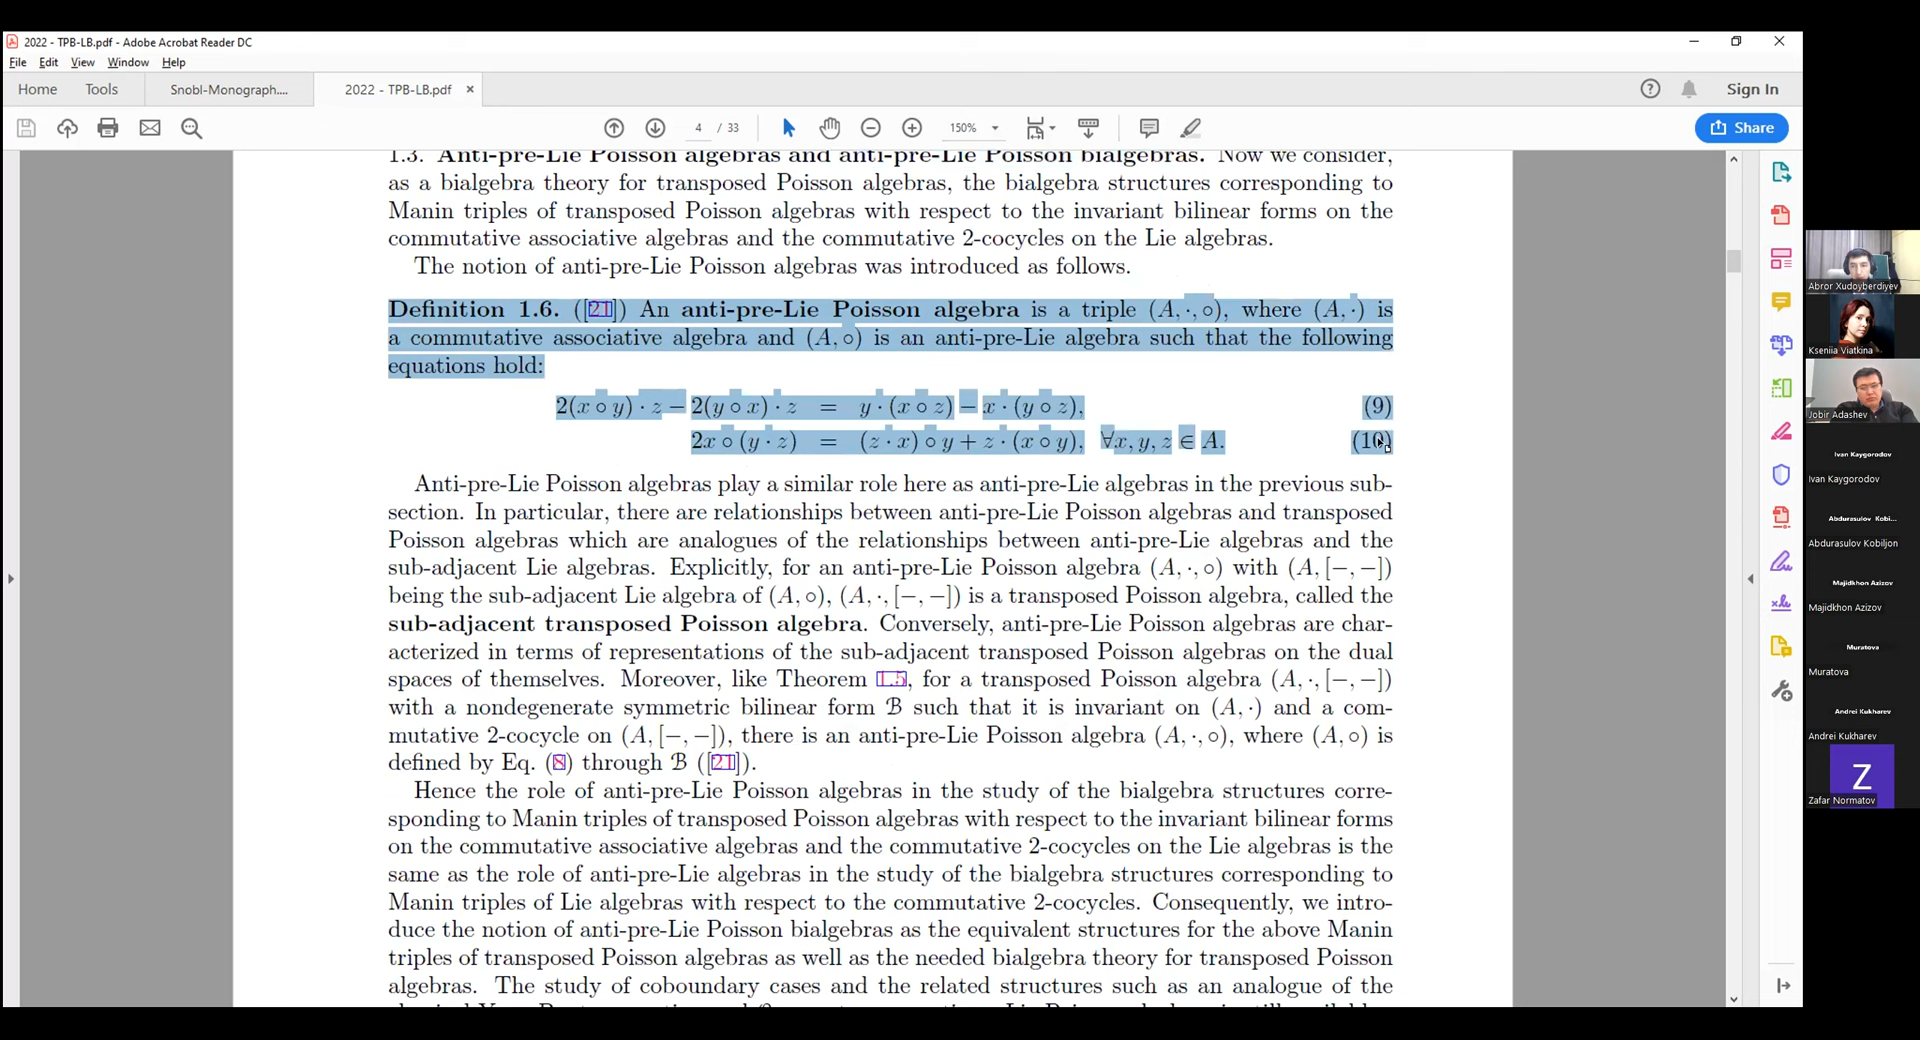 2022 - TPB-LB.pdf - Adobe Acrobat Reader DC
File Edit View Window Help
Home Tools Snobl-Monograph.... 2022 - TPB-LB.pdf × Sign In
4 / 33 150% Share
1.3. Anti-pre-Lie Poisson algebras and anti-pre-Lie Poisson bialgebras. Now we consider,
as a bialgebra theory for transposed Poisson algebras, the bialgebra structures corresponding to
Manin triples of transposed Poisson algebras with respect to the invariant bilinear forms on the
commutative associative algebras and the commutative 2-cocycles on the Lie algebras.
The notion of anti-pre-Lie Poisson algebras was introduced as follows.
Definition 1.6. ([21]) An anti-pre-Lie Poisson algebra is a triple (A, ·, ∘), where (A, ·) is
a commutative associative algebra and (A, ∘) is an anti-pre-Lie algebra such that the following
equations hold:
2(x ∘ y) · z − 2(y ∘ x) · z = y · (x ∘ z) − x · (y ∘ z), (9)
2x ∘ (y · z) = (z · x) ∘ y + z · (x ∘ y), ∀x, y, z ∈ A. (10)
Anti-pre-Lie Poisson algebras play a similar role here as anti-pre-Lie algebras in the previous sub-
section. In particular, there are relationships between anti-pre-Lie Poisson algebras and transposed
Poisson algebras which are analogues of the relationships between anti-pre-Lie algebras and the
sub-adjacent Lie algebras. Explicitly, for an anti-pre-Lie Poisson algebra (A, ·, ∘) with (A, [−, −])
being the sub-adjacent Lie algebra of (A, ∘), (A, ·, [−, −]) is a transposed Poisson algebra, called the
sub-adjacent transposed Poisson algebra. Conversely, anti-pre-Lie Poisson algebras are char-
acterized in terms of representations of the sub-adjacent transposed Poisson algebras on the dual
spaces of themselves. Moreover, like Theorem 1.5, for a transposed Poisson algebra (A, ·, [−, −])
with a nondegenerate symmetric bilinear form ℬ such that it is invariant on (A, ·) and a com-
mutative 2-cocycle on (A, [−, −]), there is an anti-pre-Lie Poisson algebra (A, ·, ∘), where (A, ∘) is
defined by Eq. (8) through ℬ ([21]).
Hence the role of anti-pre-Lie Poisson algebras in the study of the bialgebra structures corre-
sponding to Manin triples of transposed Poisson algebras with respect to the invariant bilinear forms
on the commutative associative algebras and the commutative 2-cocycles on the Lie algebras is the
same as the role of anti-pre-Lie algebras in the study of the bialgebra structures corresponding to
Manin triples of Lie algebras with respect to the commutative 2-cocycles. Consequently, we intro-
duce the notion of anti-pre-Lie Poisson bialgebras as the equivalent structures for the above Manin
triples of transposed Poisson algebras as well as the needed bialgebra theory for transposed Poisson
algebras. The study of coboundary cases and the related structures such as an analogue of the
Abror Xudoyberdiyev
Kseniia Viatkina
Jobir Adashev
Ivan Kaygorodov
Ivan Kaygorodov
Abdurasulov Kobi...
Abdurasulov Kobiljon
Majidkhon Azizov
Majidkhon Azizov
Muratova
Muratova
Andrei Kukharev
Andrei Kukharev
Z
Zafar Normatov